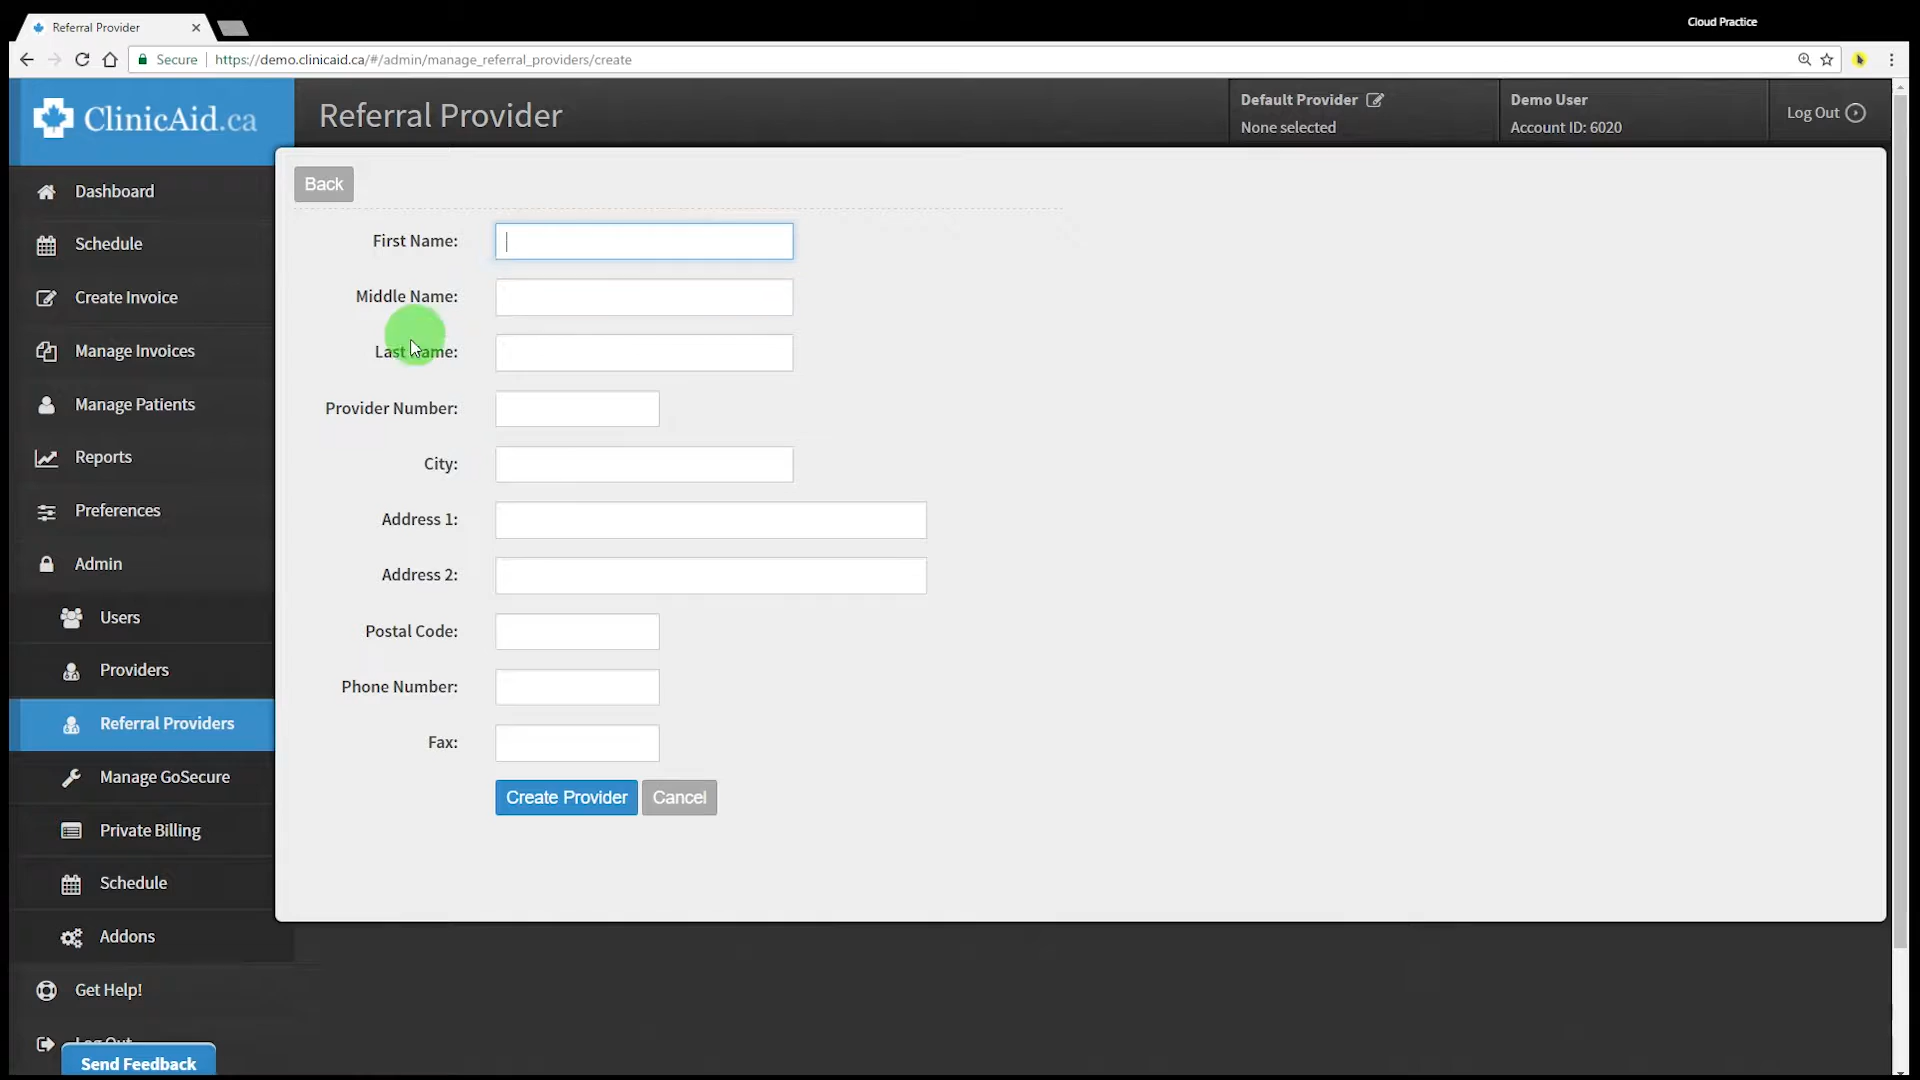 Referral Provider
Cloud Practice
Secure
https://demo.clinicaid.ca/#/admin/manage_referral_providers/create
ClinicAid.ca
Referral Provider
Default Provider
None selected
Demo User
Account ID: 6020
Log Out
Dashboard
Schedule
Create Invoice
Manage Invoices
Manage Patients
Reports
Preferences
Admin
Users
Providers
Referral Providers
Manage GoSecure
Private Billing
Schedule
Addons
Get Help!
Log Out
Send Feedback
Back
First Name:
Middle Name:
Last Name:
Provider Number:
City:
Address 1:
Address 2:
Postal Code:
Phone Number:
Fax:
Create Provider
Cancel